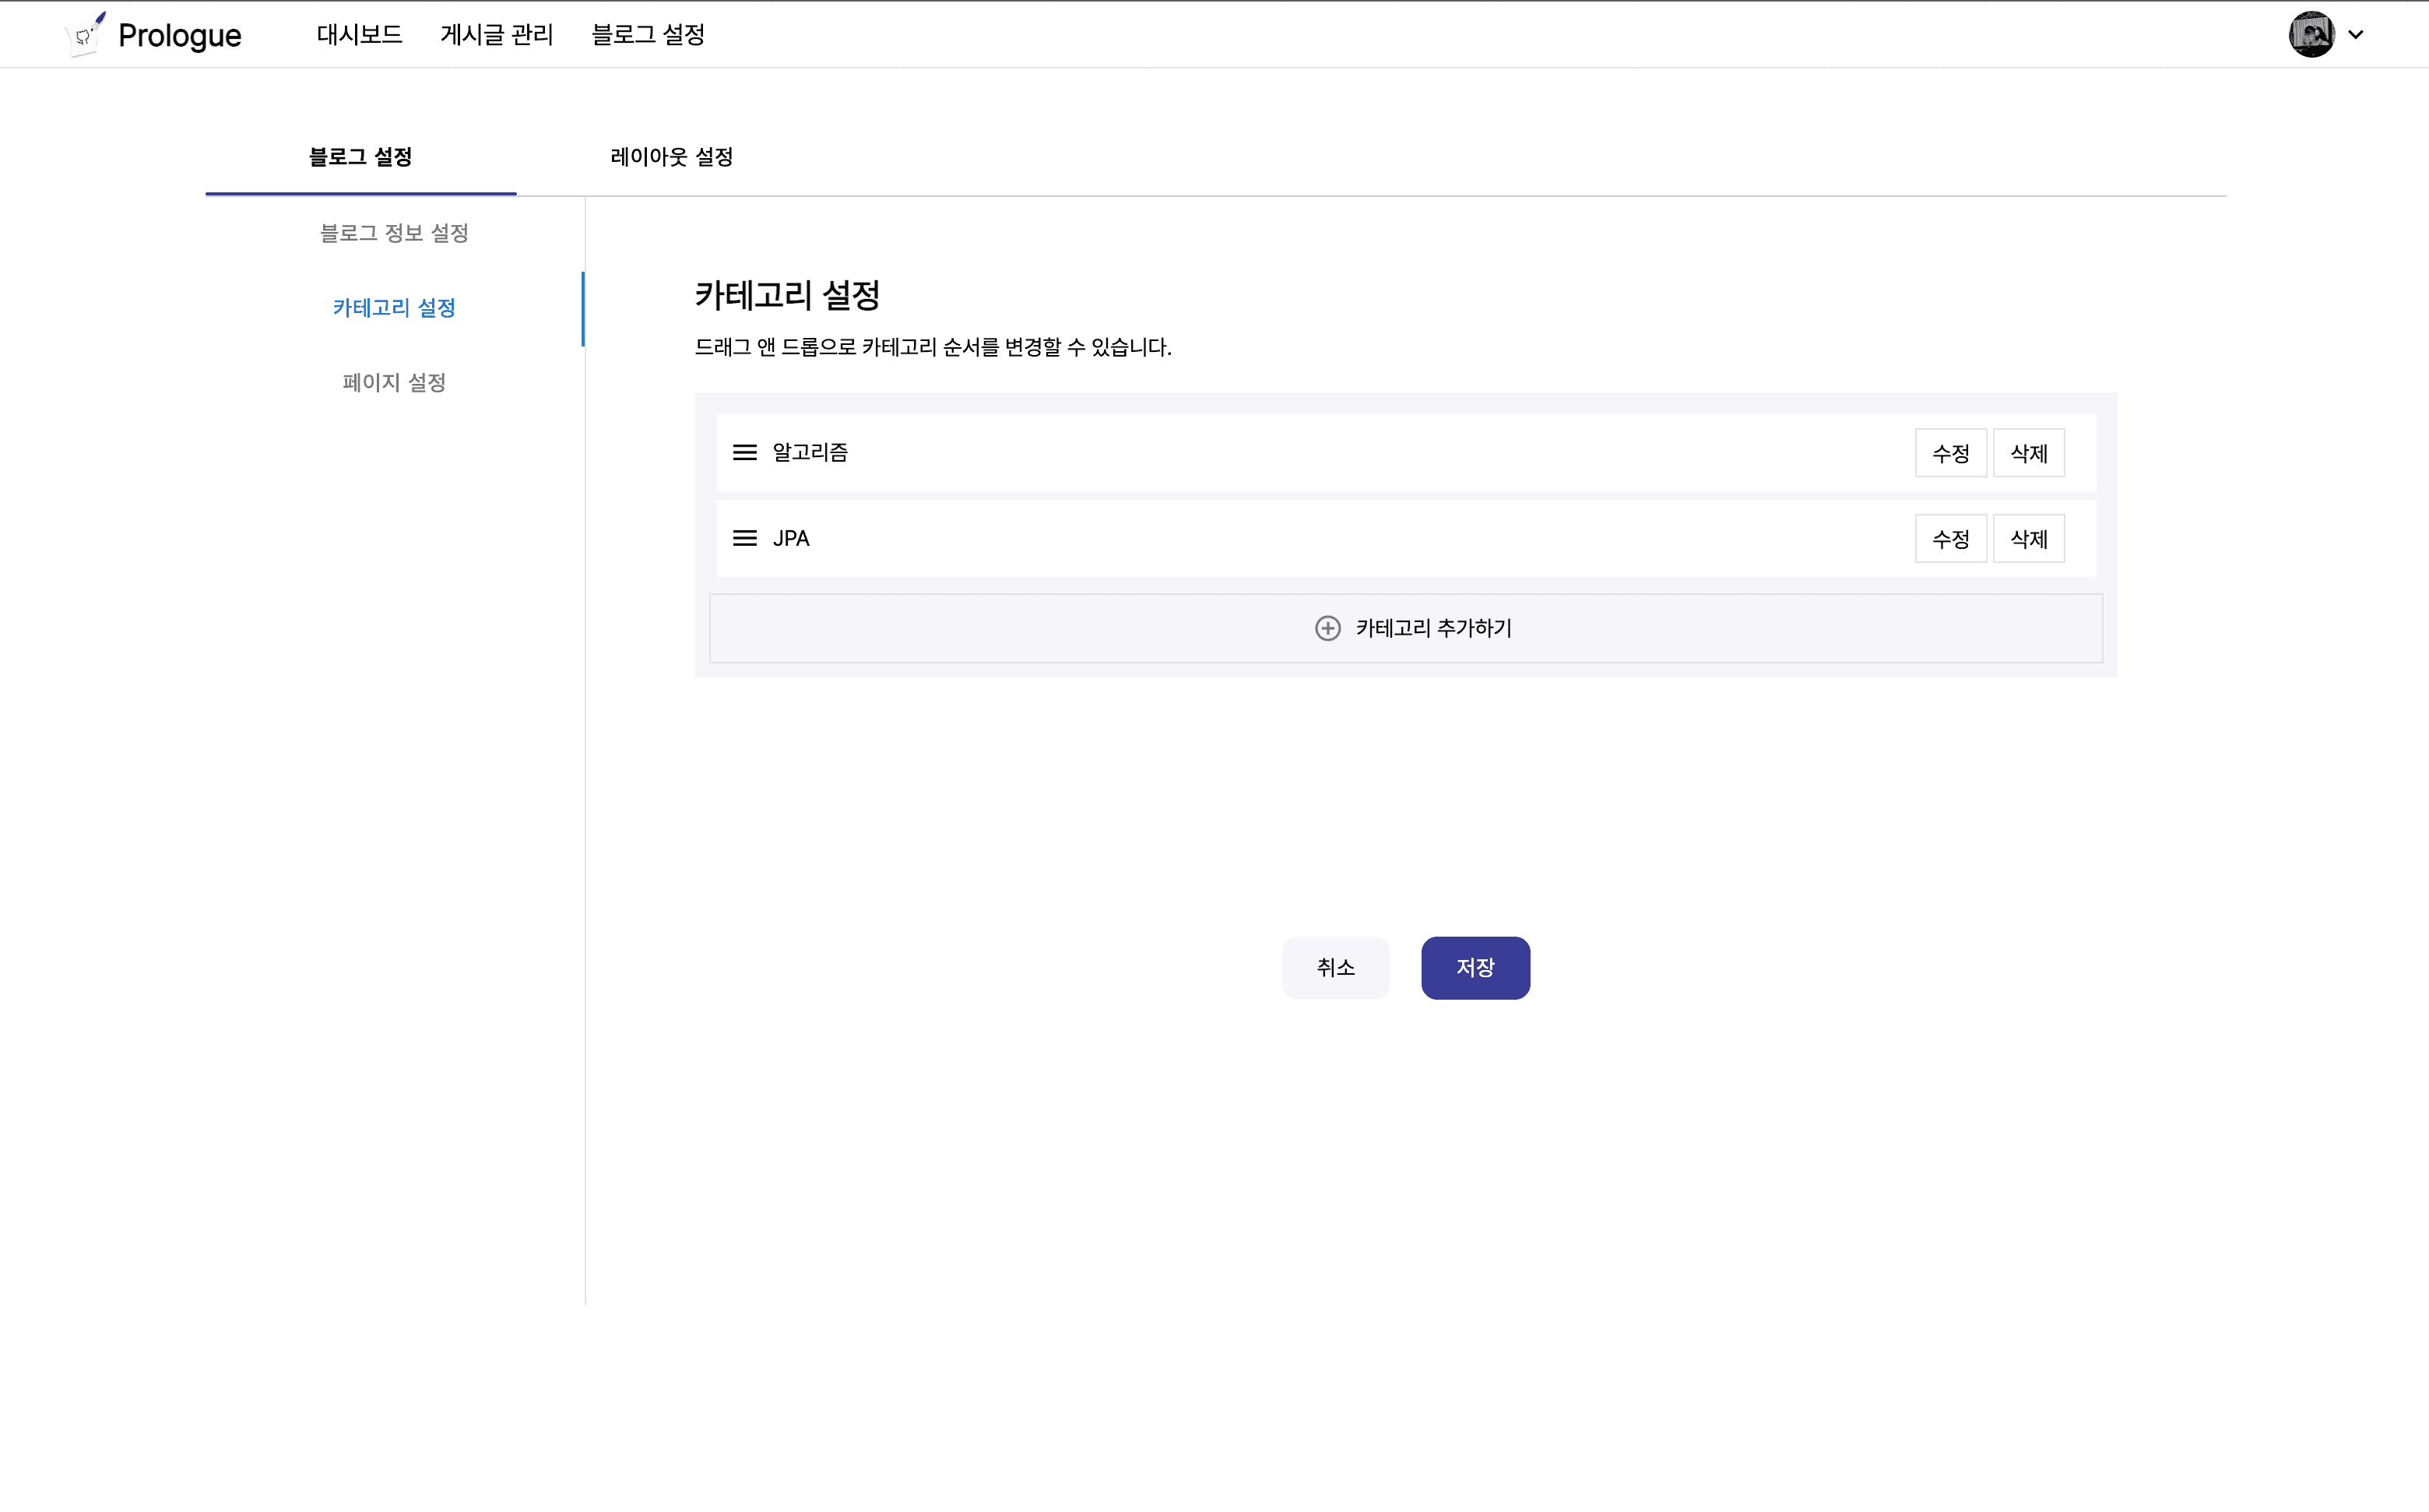 Prologue 대시보드 게시글 관리 블로그 설정
블로그 설정 레이아웃 설정
블로그 정보 설정
카테고리 설정
페이지 설정
카테고리 설정
드래그 앤 드롭으로 카테고리 순서를 변경할 수 있습니다.
알고리즘 수정 삭제
JPA 수정 삭제
카테고리 추가하기
취소 저장